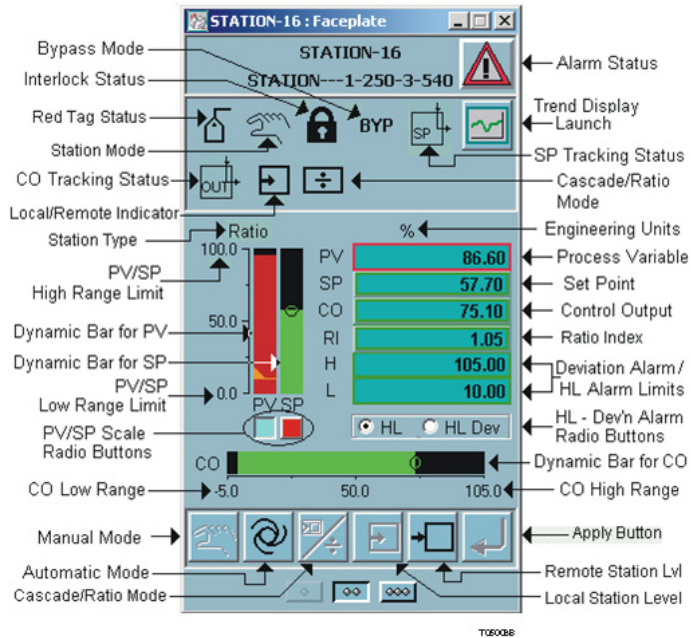 STATION-16 : Faceplate
STATION-16
STATION---1-250-3-540
Bypass Mode
Interlock Status
Alarm Status
Red Tag Status
BYP
SP
Trend Display
Launch
Station Mode
SP Tracking Status
CO Tracking Status
OUT
Cascade/Ratio
Mode
Local/Remote Indicator
Station Type
Ratio
%
Engineering Units
100.0
PV
86.60
Process Variable
PV/SP
High Range Limit
SP
57.70
Set Point
CO
75.10
Control Output
50.0
Dynamic Bar for PV
RI
1.05
Ratio Index
Dynamic Bar for SP
H
105.00
Deviation Alarm/
HL Alarm Limits
PV/SP
Low Range Limit
0.0
L
10.00
PV SP
PV/SP Scale
Radio Buttons
HL
HL Dev
HL - Dev'n Alarm
Radio Buttons
CO
Dynamic Bar for CO
CO Low Range
-5.0
50.0
105.0
CO High Range
Manual Mode
Apply Button
Automatic Mode
Remote Station Lvl
Cascade/Ratio Mode
Local Station Level